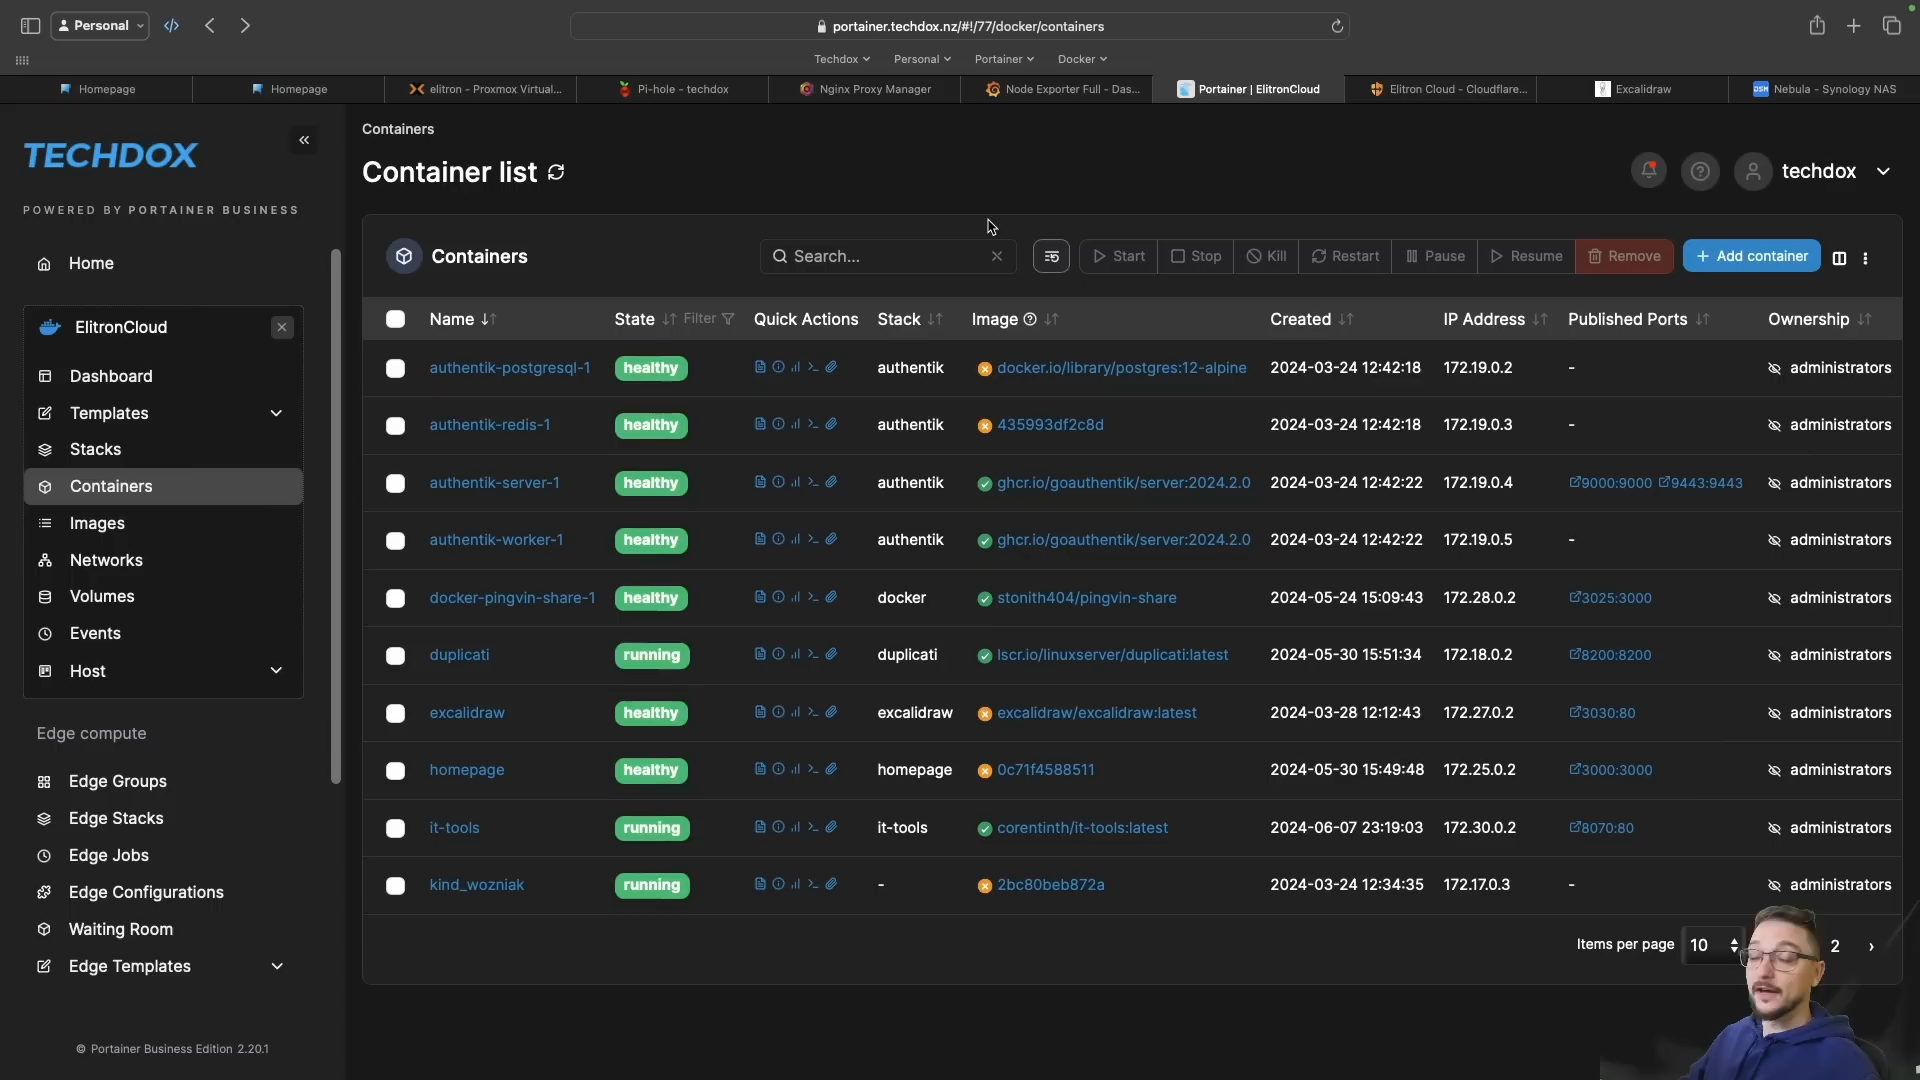 Personal
portainer.techdox.nz/#!/77/docker/containers
Techdox Personal Portainer Docker
Homepage Homepage elitron - Proxmox Virtual... Pi-hole - techdox Nginx Proxy Manager Node Exporter Full - Das... Portainer | ElitronCloud Elitron Cloud - Cloudflare... Excalidraw Nebula - Synology NAS
TECHDOX
POWERED BY PORTAINER BUSINESS
Home
ElitronCloud
Dashboard
Templates
Stacks
Containers
Images
Networks
Volumes
Events
Host
Edge compute
Edge Groups
Edge Stacks
Edge Jobs
Edge Configurations
Waiting Room
Edge Templates
© Portainer Business Edition 2.20.1
Containers
Container list
techdox
Containers Search... Start Stop Kill Restart Pause Resume Remove + Add container
Name State Filter Quick Actions Stack Image Created IP Address Published Ports Ownership
authentik-postgresql-1 healthy authentik docker.io/library/postgres:12-alpine 2024-03-24 12:42:18 172.19.0.2 - administrators
authentik-redis-1 healthy authentik 435993df2c8d 2024-03-24 12:42:18 172.19.0.3 - administrators
authentik-server-1 healthy authentik ghcr.io/goauthentik/server:2024.2.0 2024-03-24 12:42:22 172.19.0.4 9000:9000 9443:9443 administrators
authentik-worker-1 healthy authentik ghcr.io/goauthentik/server:2024.2.0 2024-03-24 12:42:22 172.19.0.5 - administrators
docker-pingvin-share-1 healthy docker stonith404/pingvin-share 2024-05-24 15:09:43 172.28.0.2 3025:3000 administrators
duplicati running duplicati lscr.io/linuxserver/duplicati:latest 2024-05-30 15:51:34 172.18.0.2 8200:8200 administrators
excalidraw healthy excalidraw excalidraw/excalidraw:latest 2024-03-28 12:12:43 172.27.0.2 3030:80 administrators
homepage healthy homepage 0c71f4588511 2024-05-30 15:49:48 172.25.0.2 3000:3000 administrators
it-tools running it-tools corentinth/it-tools:latest 2024-06-07 23:19:03 172.30.0.2 8070:80 administrators
kind_wozniak running - 2bc80beb872a 2024-03-24 12:34:35 172.17.0.3 - administrators
Items per page 10 2 ›